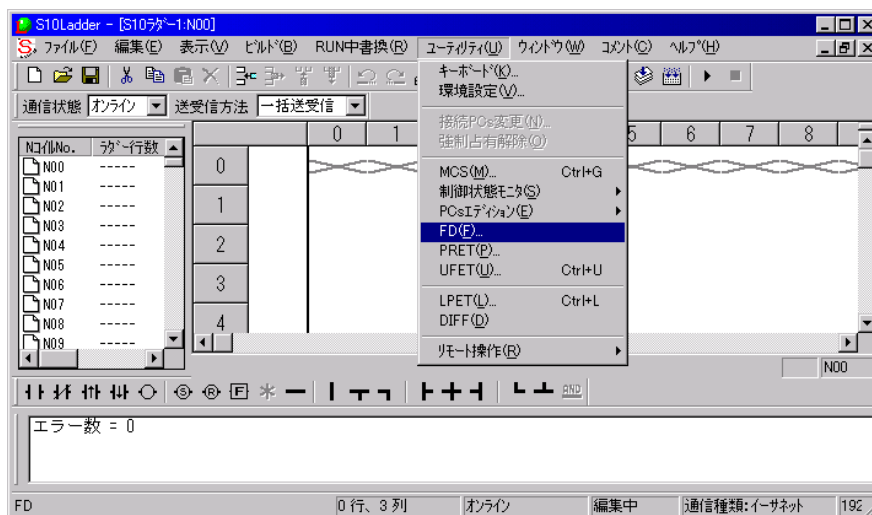 S10Ladder - [S10ﾗﾀﾞｰ1:N00]
ﾌｧｲﾙ(F) 編集(E) 表示(V) ﾋﾞﾙﾄﾞ(B) RUN中書換(R) ﾕｰﾃｨﾘﾃｨ(U) ｳｨﾝﾄﾞｳ(W) ｺﾒﾝﾄ(C) ﾍﾙﾌﾟ(H)
通信状態 ｵﾝﾗｲﾝ 送受信方法 一括送受信
ｷｰﾎﾞｰﾄﾞ(K)...
環境設定(V)...
接続PCs変更(N)...
強制占有解除(O)
MCS(M)... Ctrl+G
制御状態ﾓﾆﾀ(S)
PCsｴﾃﾞｨｼｮﾝ(E)
FD(F)...
PRET(P)...
UFET(U)... Ctrl+U
LPET(L)... Ctrl+L
DIFF(D)
ﾘﾓｰﾄ操作(R)
NｺｲﾙNo. ﾗﾀﾞｰ行数
N00 -----
N01 -----
N02 -----
N03 -----
N04 -----
N05 -----
N06 -----
N07 -----
N08 -----
N09 -----
0 1 5 6 7 8
0
1
2
3
4
N00
S R F AND
エラー数 = 0
FD 0行、3列 ｵﾝﾗｲﾝ 編集中 通信種類:ｲｰｻﾈｯﾄ 192